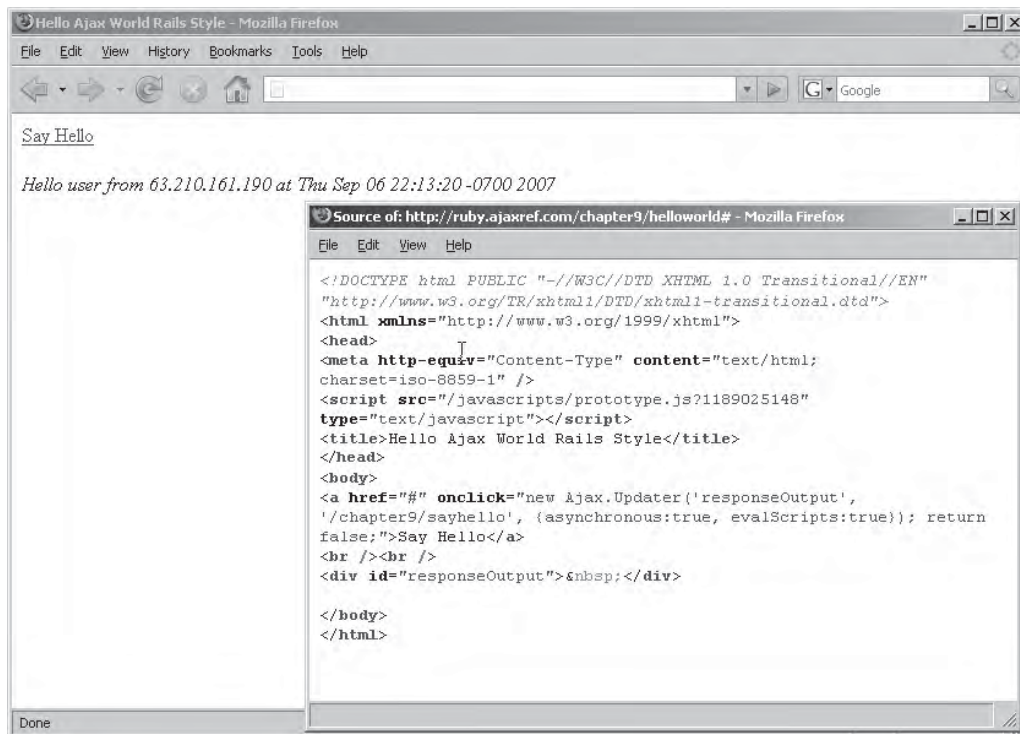 Hello Ajax World Rails Style - Mozilla Firefox
File Edit View History Bookmarks Tools Help
G Google
Say Hello
Hello user from 63.210.161.190 at Thu Sep 06 22:13:20 -0700 2007
Source of: http://ruby.ajaxref.com/chapter9/helloworld# - Mozilla Firefox
File Edit View Help
<!DOCTYPE html PUBLIC "-//W3C//DTD XHTML 1.0 Transitional//EN"
"http://www.w3.org/TR/xhtml1/DTD/xhtml1-transitional.dtd">
<html xmlns="http://www.w3.org/1999/xhtml">
<head>
<meta http-equiv="Content-Type" content="text/html;
charset=iso-8859-1" />
<script src="/javascripts/prototype.js?1189025148"
type="text/javascript"></script>
<title>Hello Ajax World Rails Style</title>
</head>
<body>
<a href="#" onclick="new Ajax.Updater('responseOutput',
'/chapter9/sayhello', {asynchronous:true, evalScripts:true}); return
false;">Say Hello</a>
<br /><br />
<div id="responseOutput">&nbsp;</div>
</body>
</html>
Done